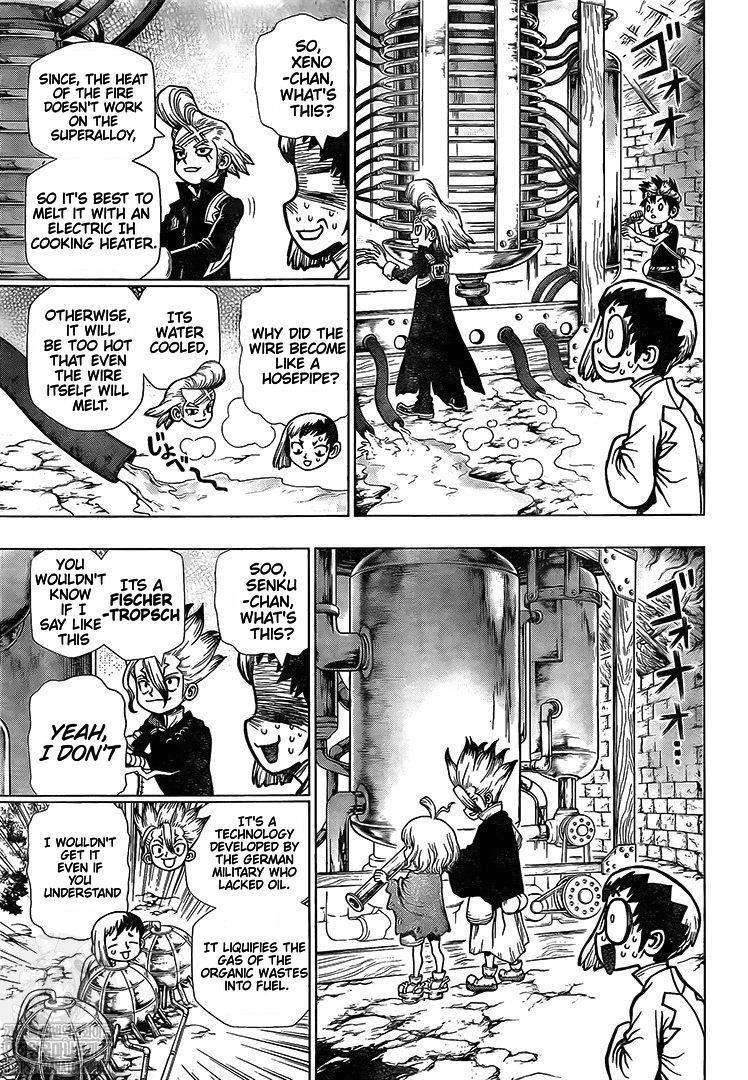 ゴォォ
SO,
XENO
-CHAN,
WHAT'S
THIS?
SINCE, THE HEAT
OF THE FIRE
DOESN'T WORK
ON THE
SUPERALLOY,
SO IT'S BEST TO
MELT IT WITH AN
ELECTRIC IH
COOKING HEATER.
WHY DID THE
WIRE BECOME
LIKE A
HOSEPIPE?
ITS
WATER
COOLED,
OTHERWISE,
IT WILL
BE TOO HOT
THAT EVEN
THE WIRE
ITSELF WILL
MELT.
じょべ〜
ゴォオオ...
SOO,
SENKU
-CHAN,
WHAT'S
THIS?
ITS A
FISCHER
-TROPSCH
YOU
WOULDN'T
KNOW
IF I
SAY LIKE
THIS
YEAH,
I DON'T
IT'S A
TECHNOLOGY
DEVELOPED BY
THE GERMAN
MILITARY WHO
LACKED OIL.
IT LIQUIFIES THE
GAS OF THE
ORGANIC WASTES
INTO FUEL.
I WOULDN'T
GET IT
EVEN IF
YOU
UNDERSTAND